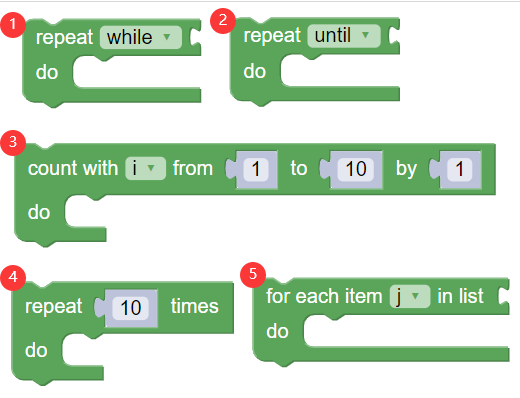 1 repeat while ▼
do
2 repeat until ▼
do
3 count with i ▼ from 1 to 10 by 1
do
4 repeat 10 times
do
5 for each item j ▼ in list
do